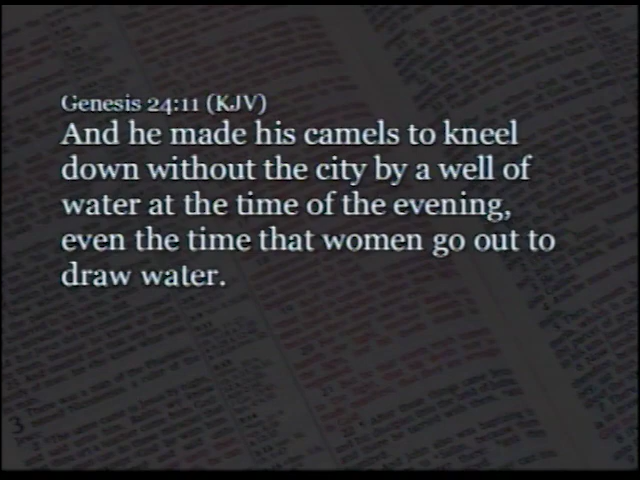 Genesis 24:11 (KJV)
And he made his camels to kneel
down without the city by a well of
water at the time of the evening,
even the time that women go out to
draw water.